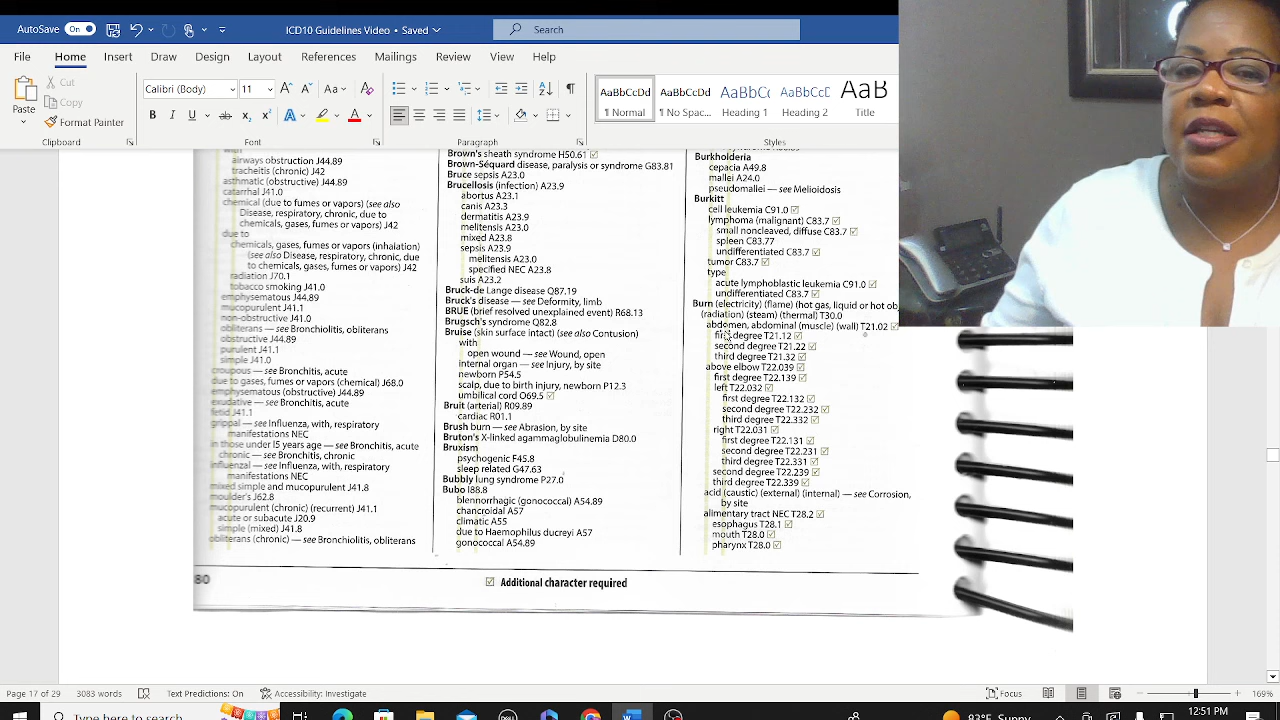 AutoSave
On
ICD10 Guidelines Video • Saved
Search
File
Home
Insert
Draw
Design
Layout
References
Mailings
Review
View
Help
Paste
Cut
Copy
Format Painter
Clipboard
Calibri (Body)
11
Font
Paragraph
AaBbCcDd
¶ Normal
AaBbCcDd
¶ No Spac...
AaBbCc
Heading 1
AaBbCcD
Heading 2
AaB
Title
Styles
with
airways obstruction J44.89
tracheitis (chronic) J42
asthmatic (obstructive) J44.89
catarrhal J41.0
chemical (due to fumes or vapors) (see also
Disease, respiratory, chronic, due to
chemicals, gases, fumes or vapors) J42
due to
chemicals, gases, fumes or vapors (inhalation)
(see also Disease, respiratory, chronic, due
to chemicals, gases, fumes or vapors) J42
radiation J70.1
tobacco smoking J41.0
emphysematous J44.89
mucopurulent J41.1
non-obstructive J41.0
obliterans — see Bronchiolitis, obliterans
obstructive J44.89
purulent J41.1
simple J41.0
croupous — see Bronchitis, acute
due to gases, fumes or vapors (chemical) J68.0
emphysematous (obstructive) J44.89
exudative — see Bronchitis, acute
fetid J41.1
grippal — see Influenza, with, respiratory
manifestations NEC
in those under 15 years age — see Bronchitis, acute
chronic — see Bronchitis, chronic
influenzal — see Influenza, with, respiratory
manifestations NEC
mixed simple and mucopurulent J41.8
moulder's J62.8
mucopurulent (chronic) (recurrent) J41.1
acute or subacute J20.9
simple (mixed) J41.8
obliterans (chronic) — see Bronchiolitis, obliterans
Brown's sheath syndrome H50.61
Brown-Séquard disease, paralysis or syndrome G83.81
Bruce sepsis A23.0
Brucellosis (infection) A23.9
abortus A23.1
canis A23.3
dermatitis A23.9
melitensis A23.0
mixed A23.8
sepsis A23.9
melitensis A23.0
specified NEC A23.8
suis A23.2
Bruck-de Lange disease Q87.19
Bruck's disease — see Deformity, limb
BRUE (brief resolved unexplained event) R68.13
Brugsch's syndrome Q82.8
Bruise (skin surface intact) (see also Contusion)
with
open wound — see Wound, open
internal organ — see Injury, by site
newborn P54.5
scalp, due to birth injury, newborn P12.3
umbilical cord O69.5
Bruit (arterial) R09.89
cardiac R01.1
Brush burn — see Abrasion, by site
Bruton's X-linked agammaglobulinemia D80.0
Bruxism
psychogenic F45.8
sleep related G47.63
Bubbly lung syndrome P27.0
Bubo I88.8
blennorrhagic (gonococcal) A54.89
chancroidal A57
climatic A55
due to Haemophilus ducreyi A57
gonococcal A54.89
Burkholderia
cepacia A49.8
mallei A24.0
pseudomallei — see Melioidosis
Burkitt
cell leukemia C91.0
lymphoma (malignant) C83.7
small noncleaved, diffuse C83.7
spleen C83.77
undifferentiated C83.7
tumor C83.7
type
acute lymphoblastic leukemia C91.0
undifferentiated C83.7
Burn (electricity) (flame) (hot gas, liquid or hot ob
(radiation) (steam) (thermal) T30.0
abdomen, abdominal (muscle) (wall) T21.02
first degree T21.12
second degree T21.22
third degree T21.32
above elbow T22.039
first degree T22.139
left T22.032
first degree T22.132
second degree T22.232
third degree T22.332
right T22.031
first degree T22.131
second degree T22.231
third degree T22.331
second degree T22.239
third degree T22.339
acid (caustic) (external) (internal) — see Corrosion,
by site
alimentary tract NEC T28.2
esophagus T28.1
mouth T28.0
pharynx T28.0
80
Additional character required
Page 17 of 29
3083 words
Text Predictions: On
Accessibility: Investigate
Focus
169%
Type here to search
83°F Sunny
12:51 PM